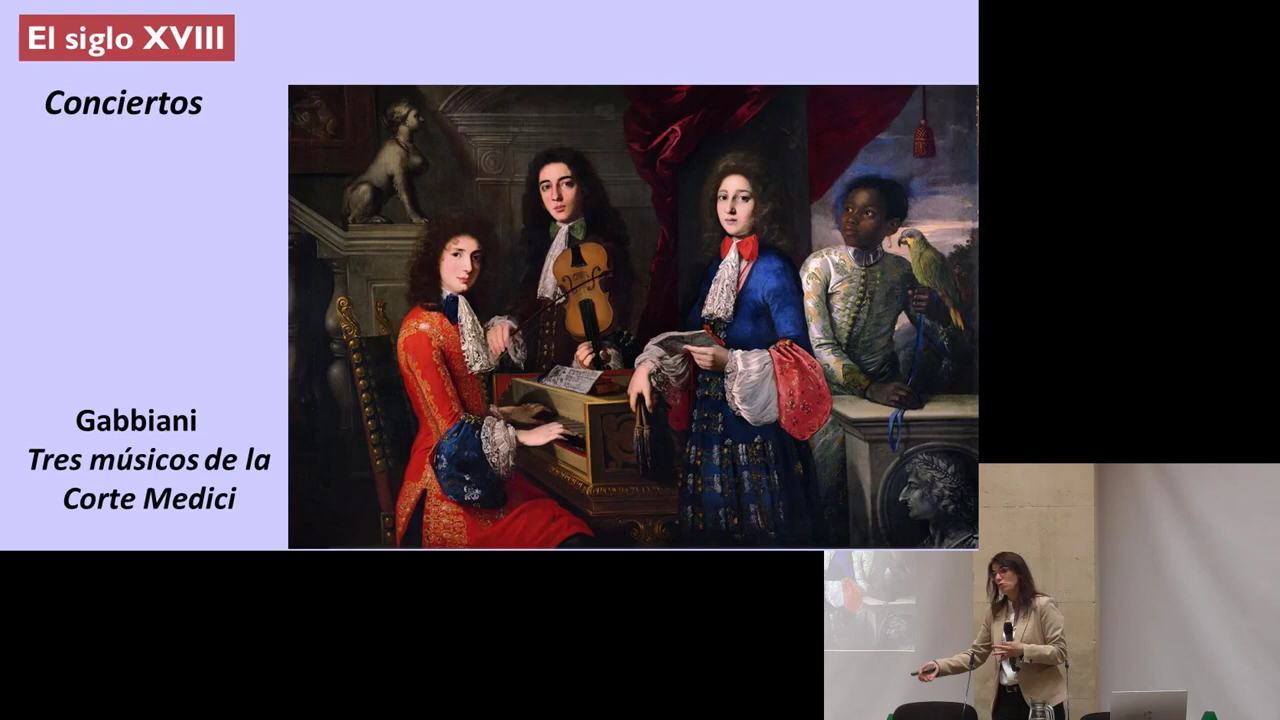 El siglo XVIII
Conciertos
Gabbiani
Tres músicos de la
Corte Medici